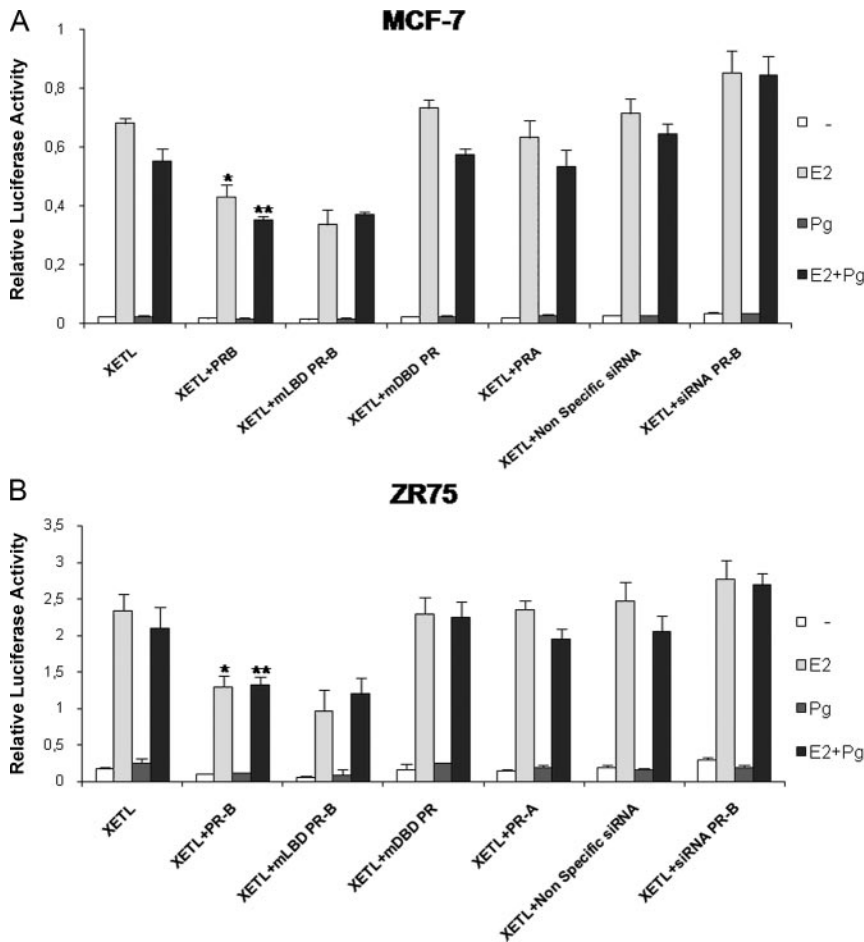 A
MCF-7
Relative Luciferase Activity
1
0,8
0,6
0,4
0,2
0
*
**
-
E2
Pg
E2+Pg
XETL
XETL+PRB
XETL+mLBD PR-B
XETL+mDBD PR
XETL+PRA
XETL+Non Specific siRNA
XETL+siRNA PR-B
B
ZR75
Relative Luciferase Activity
3,5
3
2,5
2
1,5
1
0,5
0
*
**
-
E2
Pg
E2+Pg
XETL
XETL+PR-B
XETL+mLBD PR-B
XETL+mDBD PR
XETL+PR-A
XETL+Non Specific siRNA
XETL+siRNA PR-B